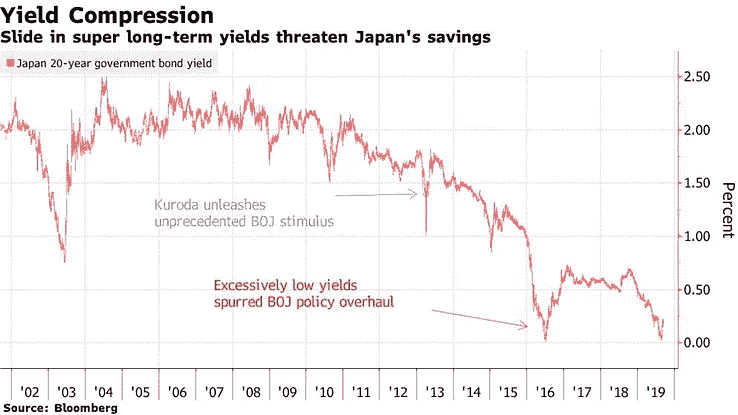 Yield Compression
Slide in super long-term yields threaten Japan's savings
Japan 20-year government bond yield
2.50
2.00
1.50
1.00
0.50
0.00
Percent
Kuroda unleashes
unprecedented BOJ stimulus
Excessively low yields
spurred BOJ policy overhaul
'02 '03 '04 '05 '06 '07 '08 '09 '10 '11 '12 '13 '14 '15 '16 '17 '18 '19
Source: Bloomberg